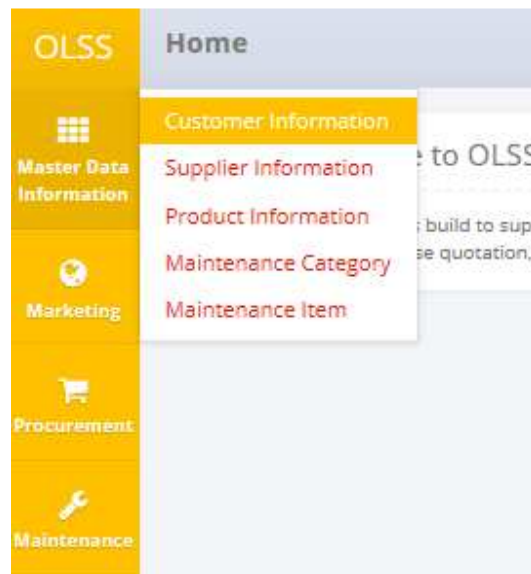 OLSS
Home
Master Data
Information
Customer Information
Supplier Information
Product Information
Maintenance Category
Maintenance Item
to OLSS
build to sup
se quotation,
Marketing
Procurement
Maintenance